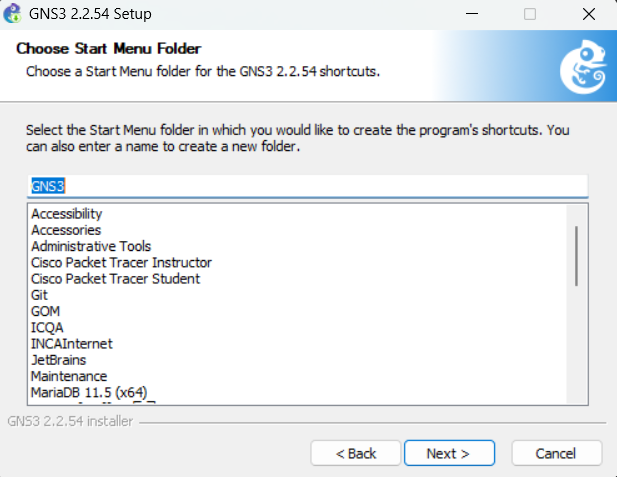 GNS3 2.2.54 Setup
Choose Start Menu Folder
Choose a Start Menu folder for the GNS3 2.2.54 shortcuts.
Select the Start Menu folder in which you would like to create the program's shortcuts. You
can also enter a name to create a new folder.
GNS3
Accessibility
Accessories
Administrative Tools
Cisco Packet Tracer Instructor
Cisco Packet Tracer Student
Git
GOM
ICQA
INCAInternet
JetBrains
Maintenance
MariaDB 11.5 (x64)
GNS3 2.2.54 installer
< Back
Next >
Cancel